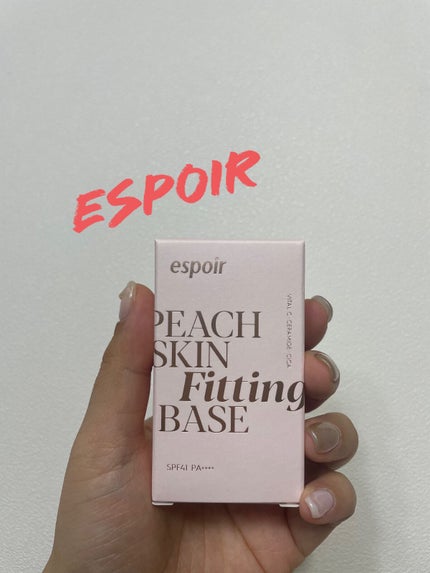 ESPOIR
espoir
PEACH
SKIN
Fitting
BASE
VITAL C CERAMIDE CICA
SPF41 PA++++